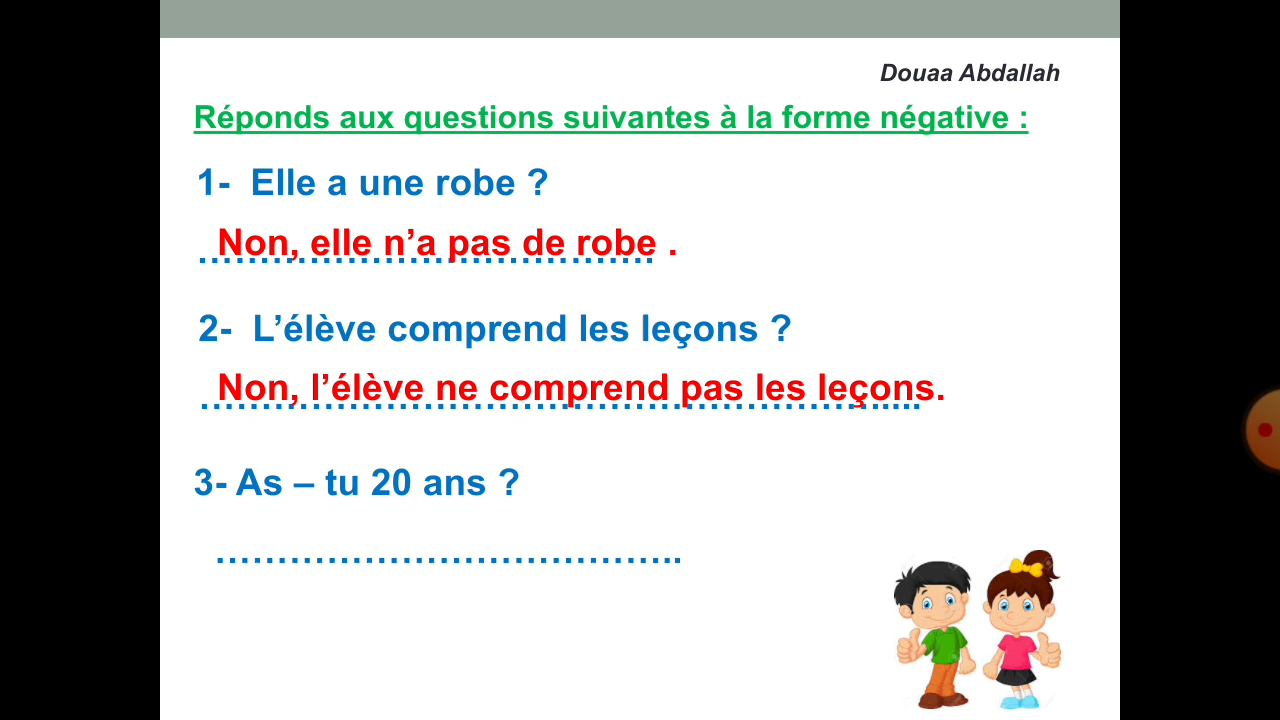 Douaa Abdallah
Réponds aux questions suivantes à la forme négative :
1- Elle a une robe ?
Non, elle n’a pas de robe .
2- L’élève comprend les leçons ?
Non, l’élève ne comprend pas les leçons.
3- As – tu 20 ans ?
…………………………………..